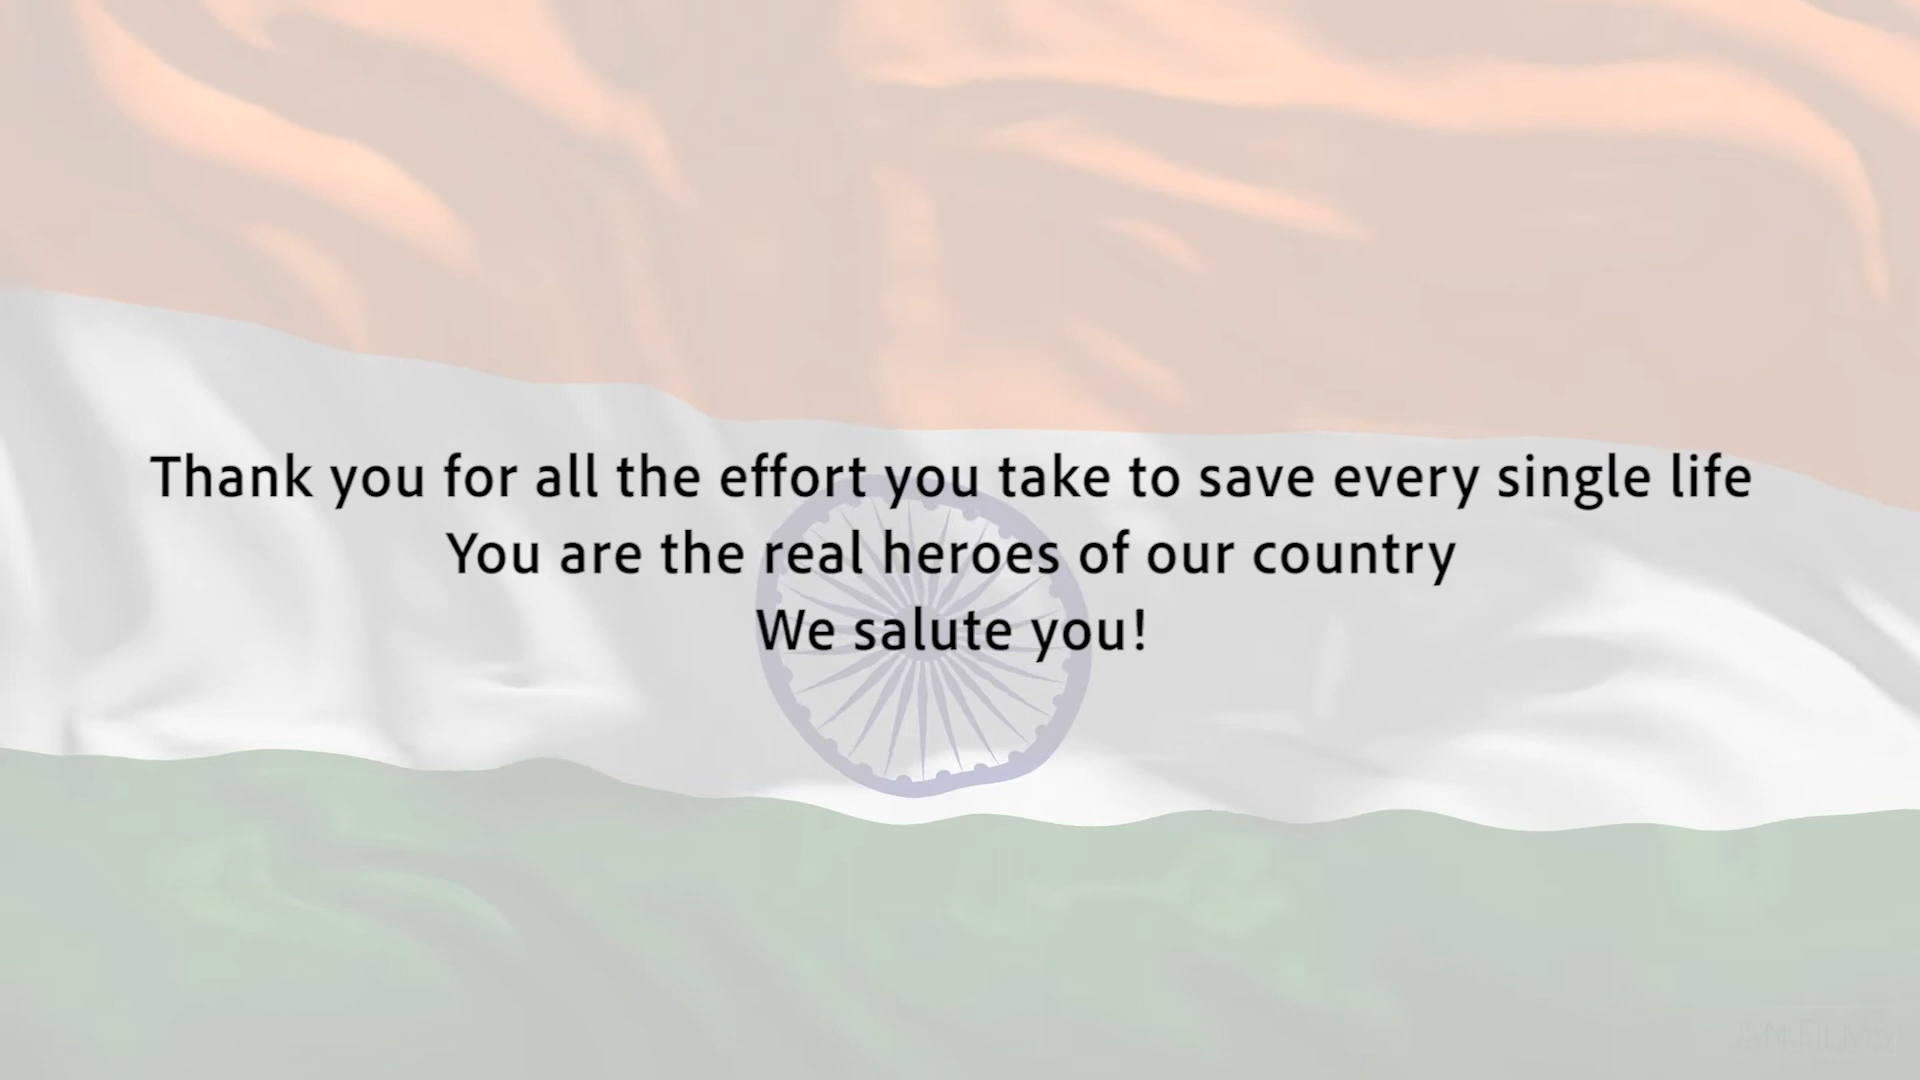 Thank you for all the effort you take to save every single life
You are the real heroes of our country
We salute you!